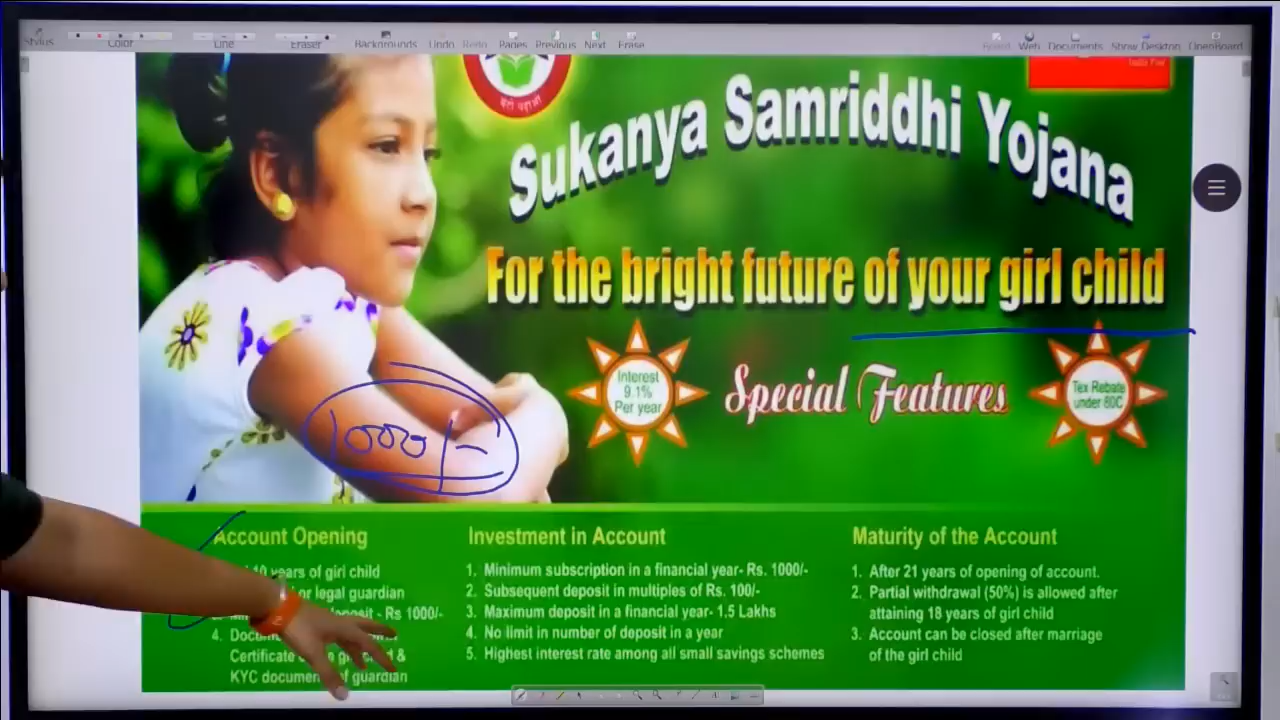 Stylus
Color
Line
Eraser
Backgrounds
Undo
Redo
Pages
Previous
Next
Erase
Board
Web
Documents
Show Desktop
OpenBoard
बेटी पढ़ाओ
India Post
Sukanya Samriddhi Yojana
For the bright future of your girl child
Interest
9.1%
Per year
Special Features
Tex Rebate
under 80C
1000/-
Account Opening
10 years of girl child
or legal guardian
deposit - Rs 1000/-
4.
Certificate
KYC document of guardian
Investment in Account
1. Minimum subscription in a financial year- Rs. 1000/-
2. Subsequent deposit in multiples of Rs. 100/-
3. Maximum deposit in a financial year- 1.5 Lakhs
4. No limit in number of deposit in a year
5. Highest interest rate among all small savings schemes
Maturity of the Account
1. After 21 years of opening of account.
2. Partial withdrawal (50%) is allowed after
attaining 18 years of girl child
3. Account can be closed after marriage
of the girl child